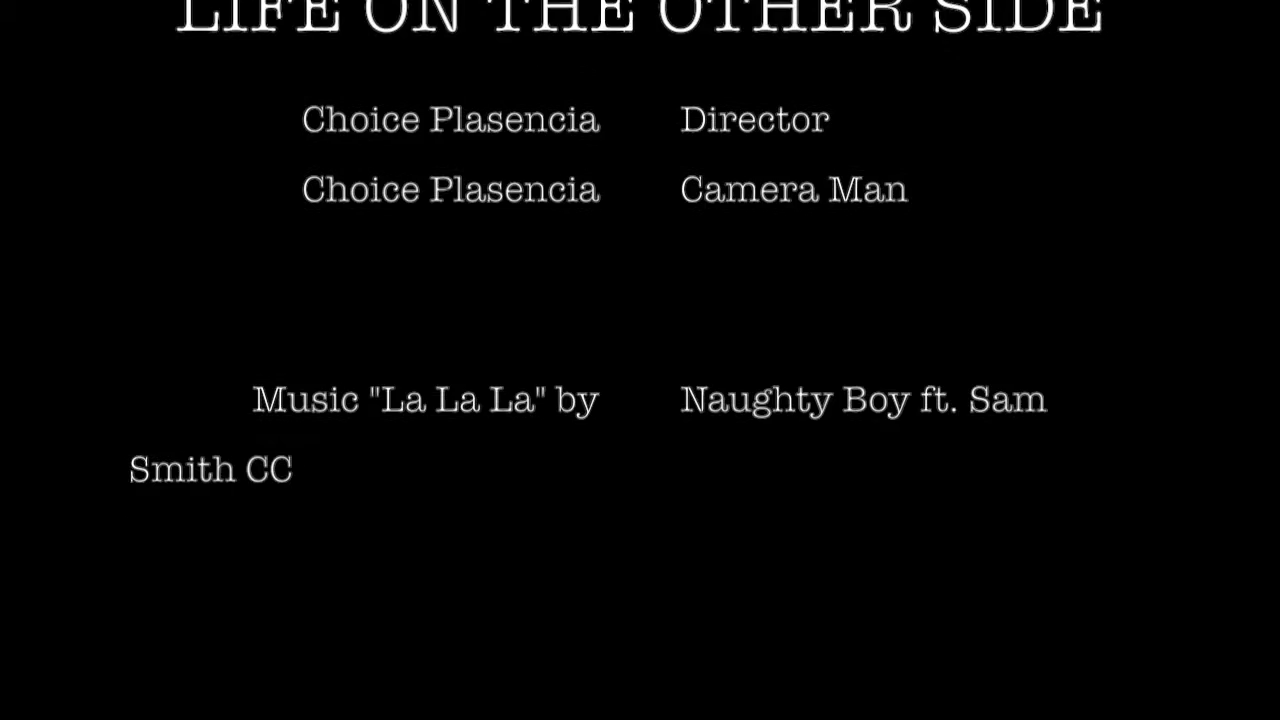 LIFE ON THE OTHER SIDE
Choice Plasencia Director
Choice Plasencia Camera Man
Music "La La La" by Naughty Boy ft. Sam
Smith CC